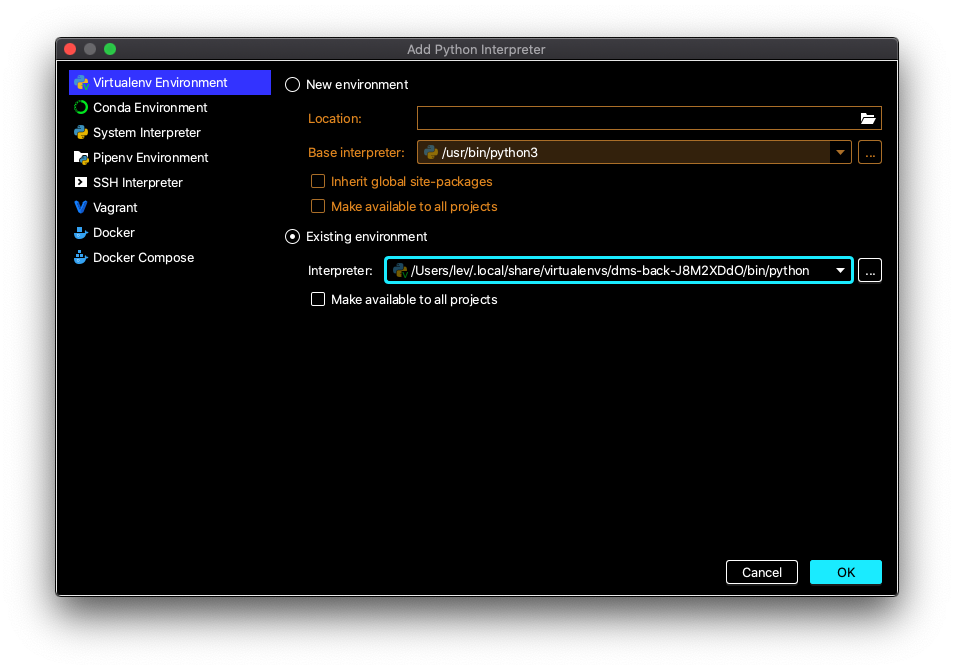 Add Python Interpreter
Virtualenv Environment
Conda Environment
System Interpreter
Pipenv Environment
SSH Interpreter
Vagrant
Docker
Docker Compose
New environment
Location:
Base interpreter: /usr/bin/python3 ...
Inherit global site-packages
Make available to all projects
Existing environment
Interpreter: /Users/lev/.local/share/virtualenvs/dms-back-J8M2XDdO/bin/python ...
Make available to all projects
Cancel OK